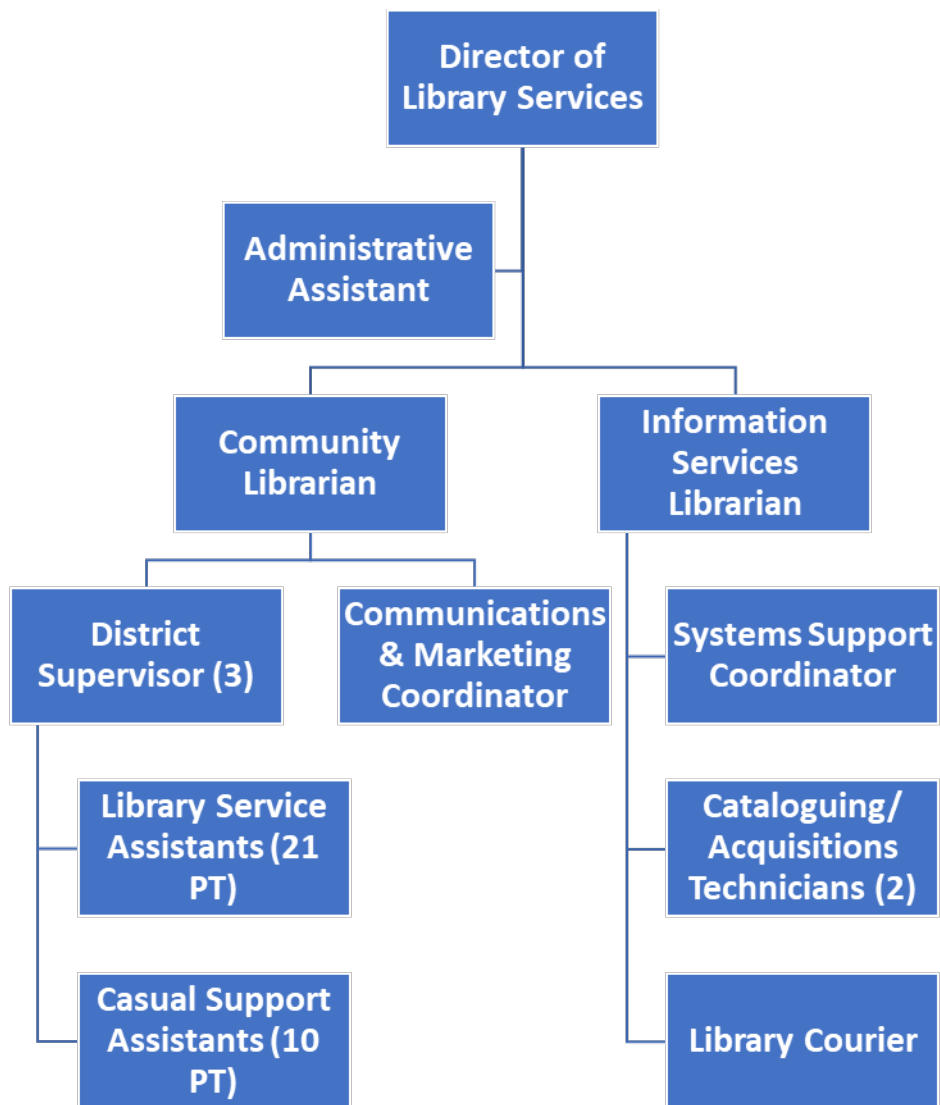 Director of
Library Services
Administrative
Assistant
Community
Librarian
Information
Services
Librarian
District
Supervisor (3)
Communications
& Marketing
Coordinator
Systems Support
Coordinator
Library Service
Assistants (21
PT)
Cataloguing/
Acquisitions
Technicians (2)
Casual Support
Assistants (10
PT)
Library Courier